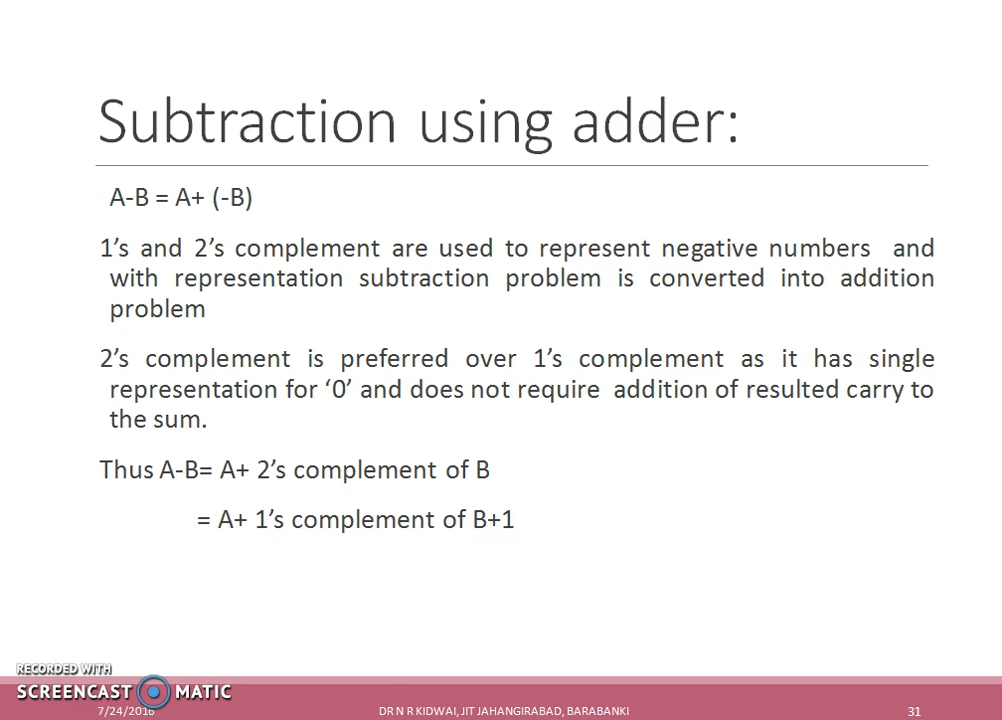 Subtraction using adder:
A-B = A+ (-B)
1’s and 2’s complement are used to represent negative numbers and
with representation subtraction problem is converted into addition
problem
2’s complement is preferred over 1’s complement as it has single
representation for ‘0’ and does not require addition of resulted carry to
the sum.
Thus A-B= A+ 2’s complement of B
= A+ 1’s complement of B+1
RECORDED WITH
SCREENCAST MATIC
7/24/2016
DR N R KIDWAI, JIT JAHANGIRABAD, BARABANKI
31